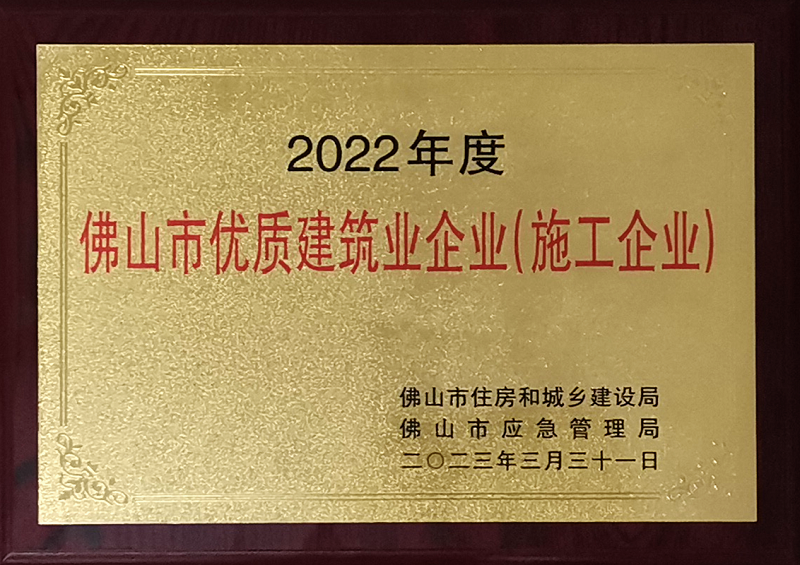 2022年度
佛山市优质建筑业企业(施工企业)
佛山市住房和城乡建设局
佛山市应急管理局
二〇二三年三月三十一日